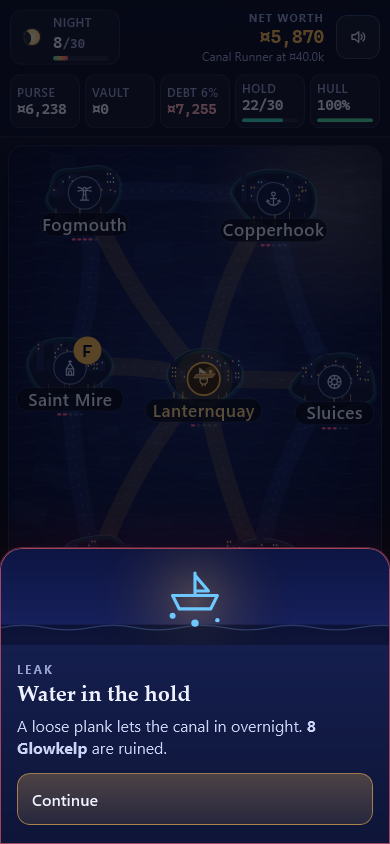 NIGHT
8/30
NET WORTH
¤5,870
Canal Runner at ¤40.0k
PURSE
¤6,238
VAULT
¤0
DEBT 6%
¤7,255
HOLD
22/30
HULL
100%
Fogmouth
Copperhook
F
Saint Mire
Lanternquay
Sluices
LEAK
Water in the hold
A loose plank lets the canal in overnight. 8
Glowkelp are ruined.
Continue